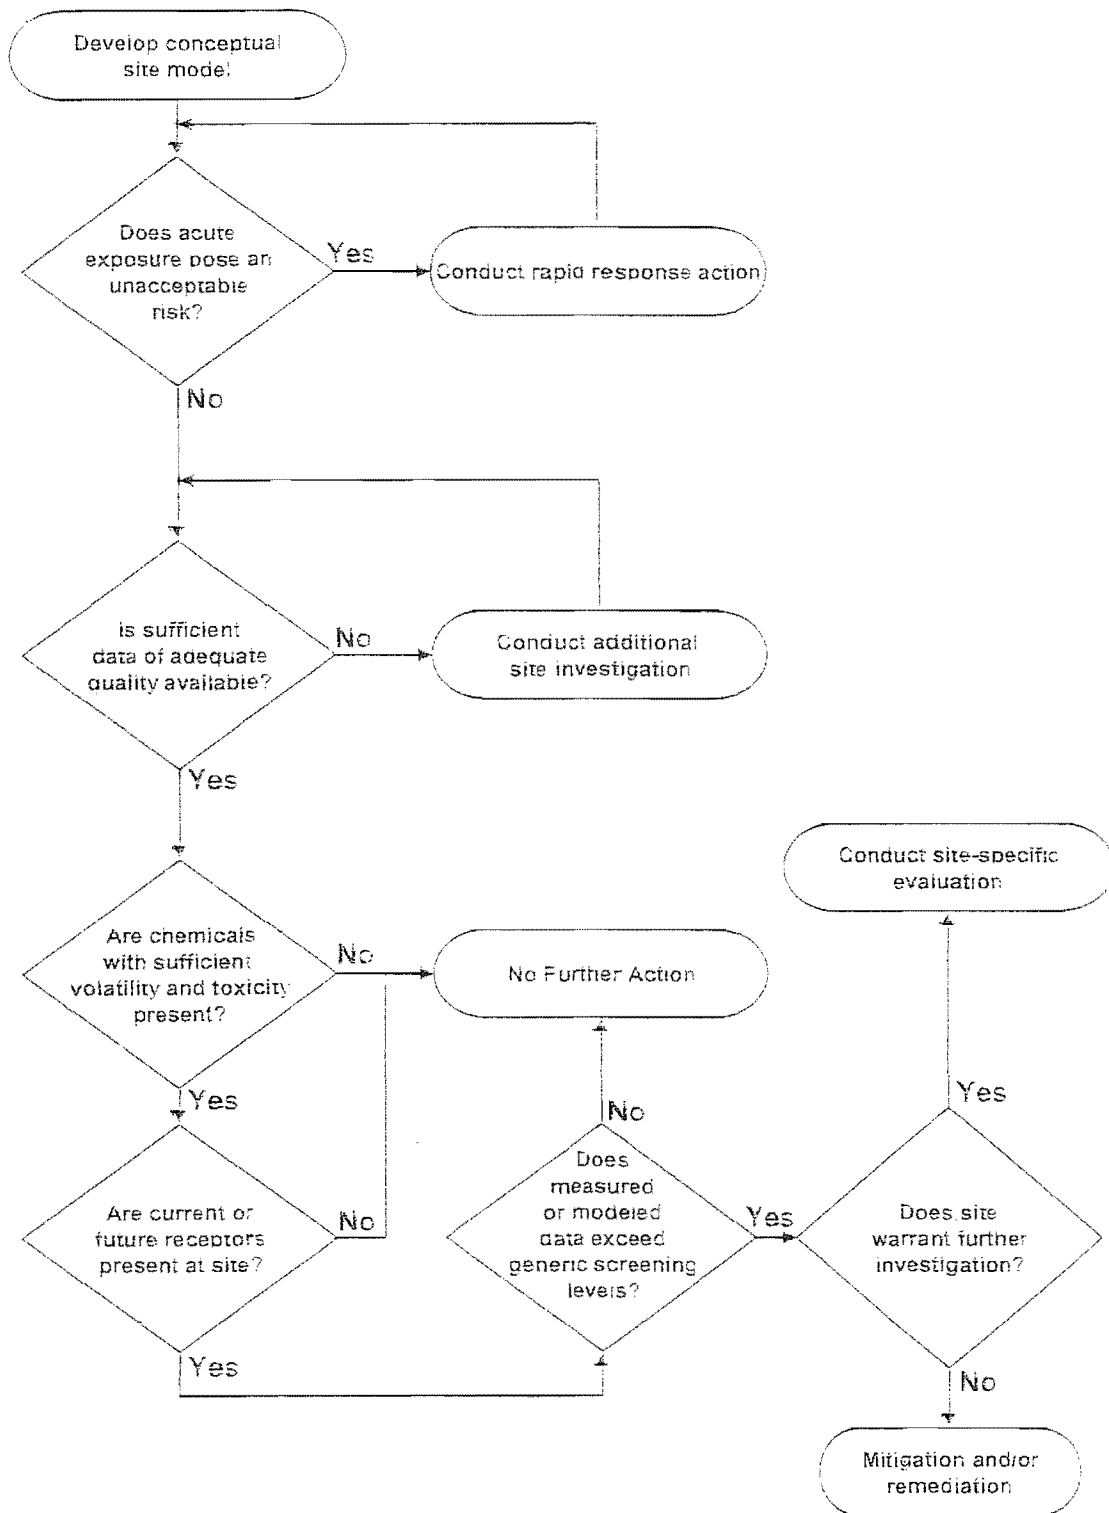 Develop conceptual
site model
Does acute
exposure pose an
unacceptable
risk?
Yes
Conduct rapid response action
No
Is sufficient
data of adequate
quality available?
No
Conduct additional
site investigation
Yes
Conduct site-specific
evaluation
Are chemicals
with sufficient
volatility and toxicity
present?
No
No Further Action
Yes
Are current or
future receptors
present at site?
No
Yes
No
Does
measured
or modeled
data exceed
generic screening
levels?
Yes
Yes
Does site
warrant further
investigation?
No
Mitigation and/or
remediation